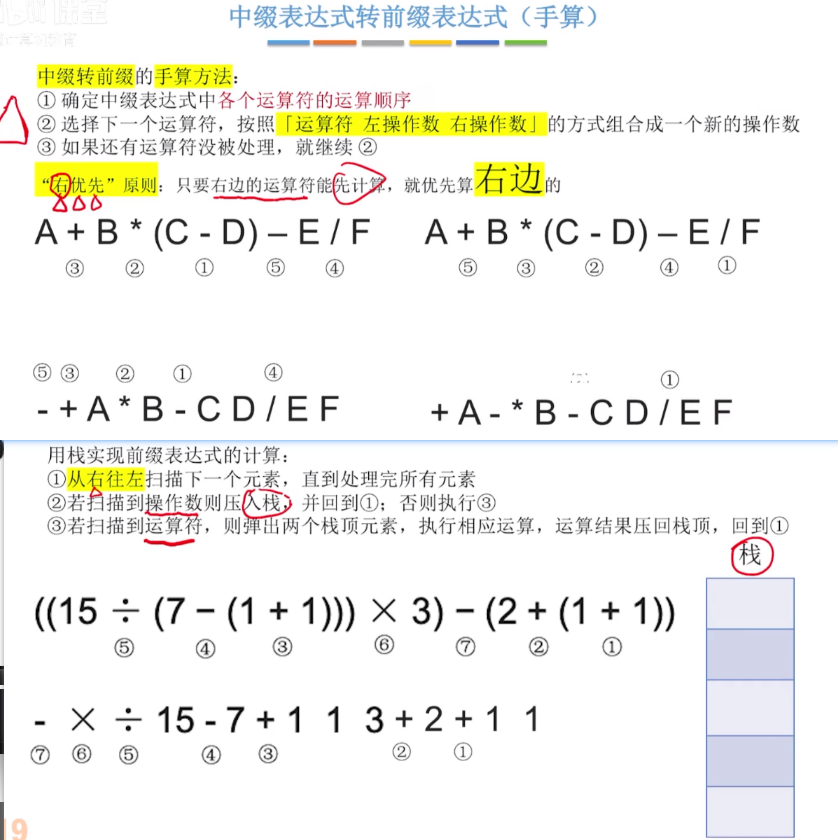 中缀表达式转前缀表达式（手算）
中缀转前缀的手算方法：
① 确定中缀表达式中各个运算符的运算顺序
② 选择下一个运算符，按照「运算符 左操作数 右操作数」的方式组合成一个新的操作数
③ 如果还有运算符没被处理，就继续 ②
“右优先”原则：只要右边的运算符能先计算，就优先算右边的
A + B * (C - D) – E / F A + B * (C - D) – E / F
③ ② ① ⑤ ④ ⑤ ③ ② ④ ①
⑤ ③ ② ① ④ ①
- + A * B - C D / E F + A - * B - C D / E F
用栈实现前缀表达式的计算：
①从右往左扫描下一个元素，直到处理完所有元素
②若扫描到操作数则压入栈，并回到①；否则执行③
③若扫描到运算符，则弹出两个栈顶元素，执行相应运算，运算结果压回栈顶，回到①
栈
((15 ÷ (7 − (1 + 1))) × 3) − (2 + (1 + 1))
⑤ ④ ③ ⑥ ⑦ ② ①
- × ÷ 15 - 7 + 1 1 3 + 2 + 1 1
⑦ ⑥ ⑤ ④ ③ ② ①
19